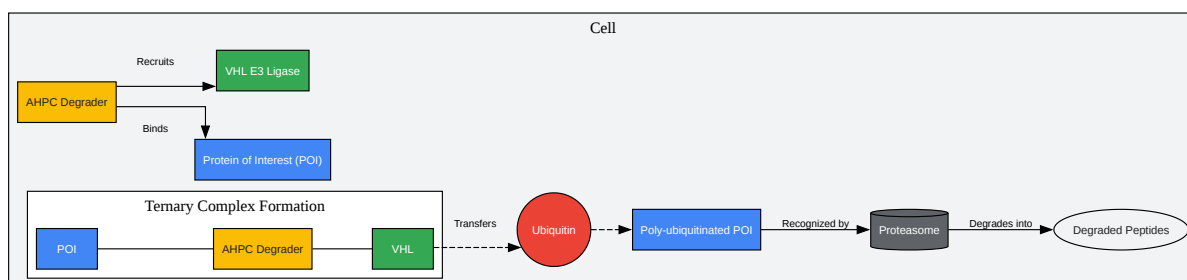 Cell
Recruits
VHL E3 Ligase
AHPC Degrader
Binds
Protein of Interest (POI)
Ternary Complex Formation
POI
AHPC Degrader
VHL
Transfers
Ubiquitin
Poly-ubiquitinated POI
Recognized by
Proteasome
Degrades into
Degraded Peptides